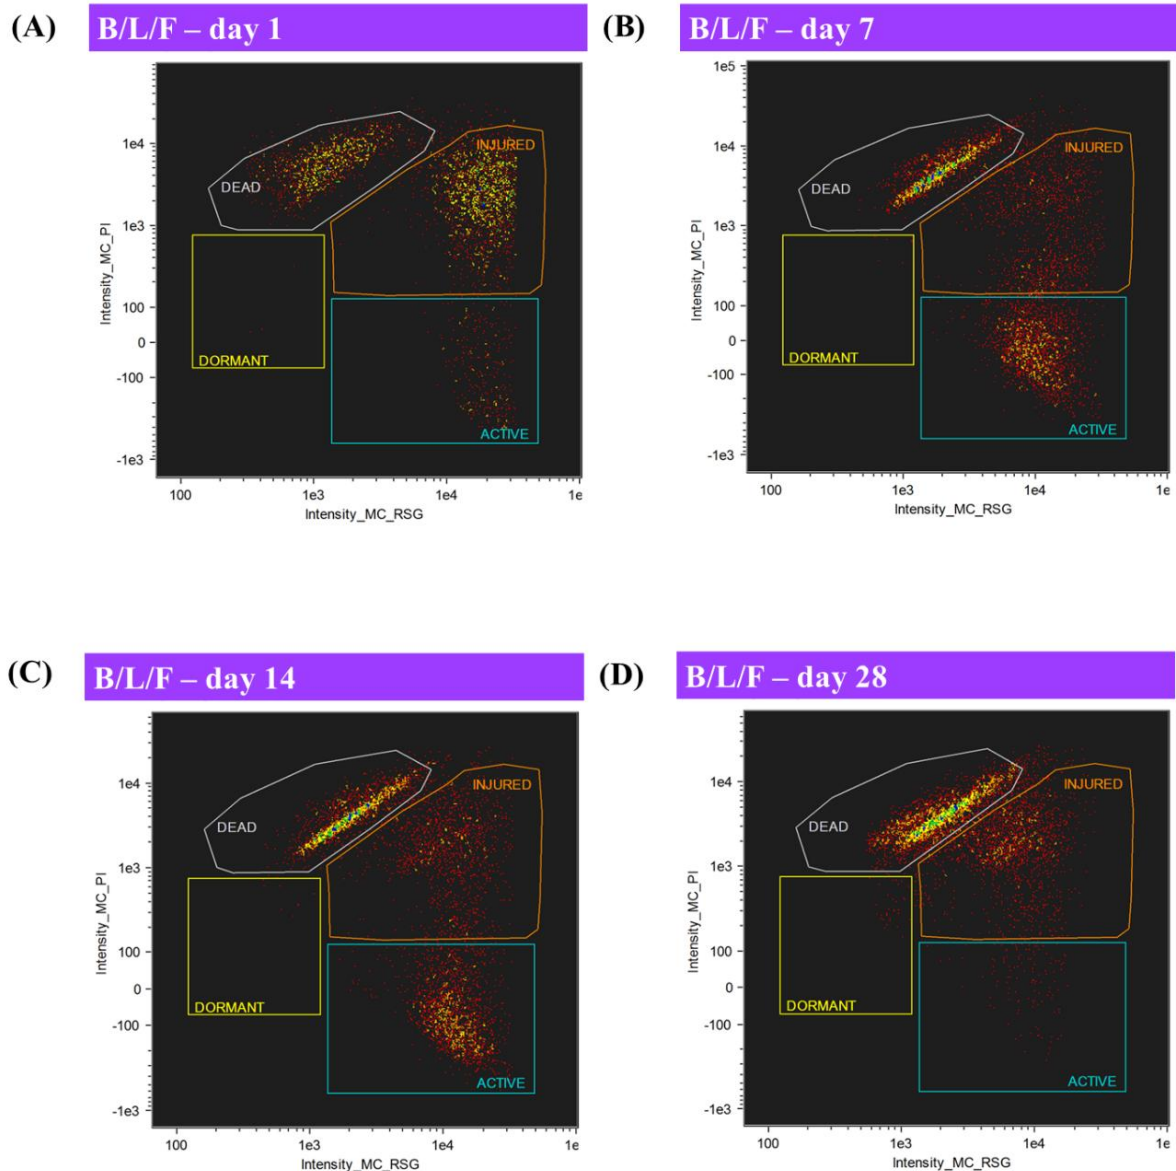 (A) B/L/F – day 1
1e4
1e3
100
0
-100
-1e3
Intensity_MC_PI
DEAD
INJURED
DORMANT
ACTIVE
100 1e3 1e4 1e
Intensity_MC_RSG
(B) B/L/F – day 7
1e5
1e4
1e3
100
0
-100
-1e3
Intensity_MC_PI
DEAD
INJURED
DORMANT
ACTIVE
100 1e3 1e4 1e
Intensity_MC_RSG
(C) B/L/F – day 14
1e4
1e3
100
0
-100
-1e3
Intensity_MC_PI
DEAD
INJURED
DORMANT
ACTIVE
100 1e3 1e4 1e
Intensity_MC_RSG
(D) B/L/F – day 28
1e4
1e3
100
0
-100
-1e3
Intensity_MC_PI
DEAD
INJURED
DORMANT
ACTIVE
100 1e3 1e4 1e
Intensity_MC_RSG